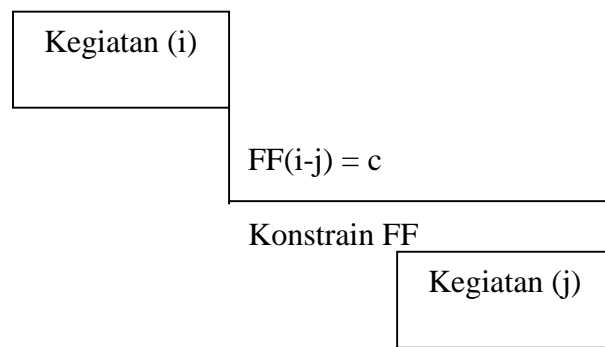 Kegiatan (i)
FF(i-j) = c
Konstrain FF
Kegiatan (j)